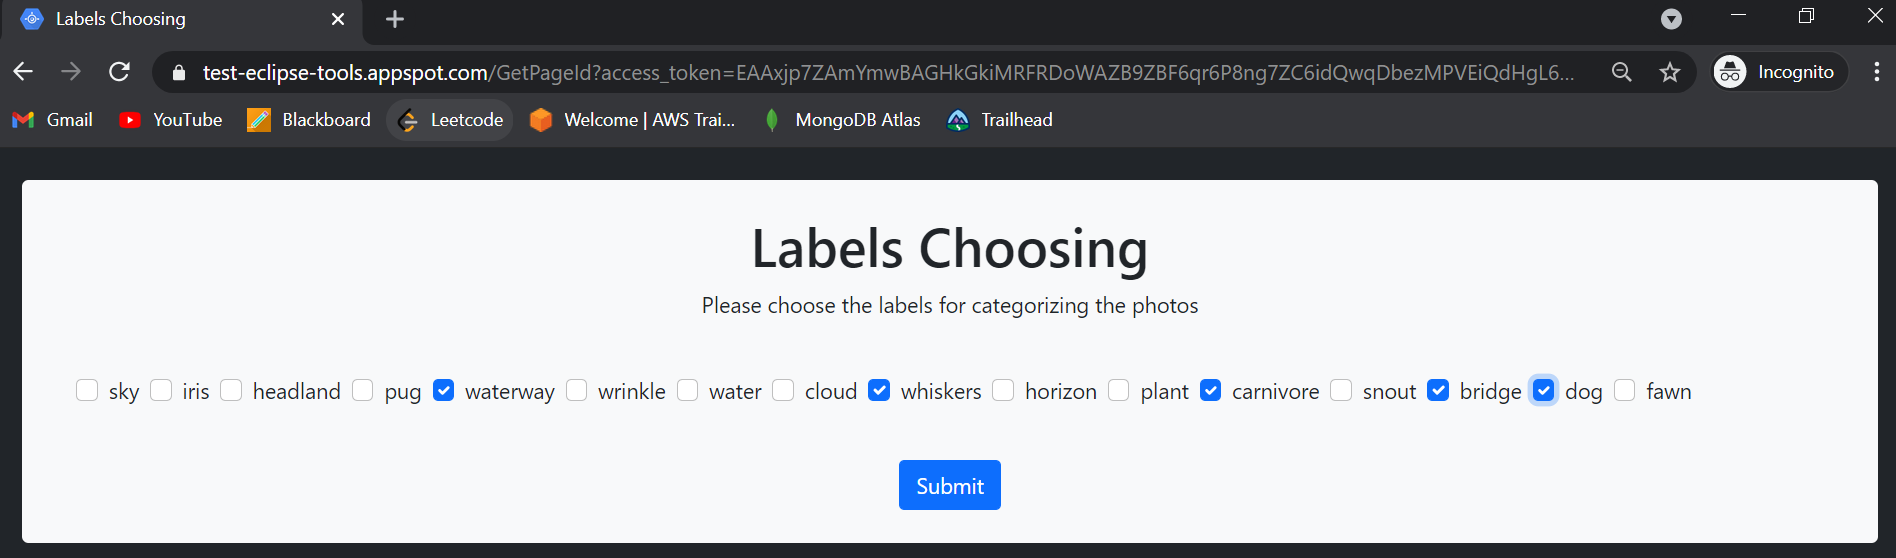 Labels Choosing
test-eclipse-tools.appspot.com/GetPageId?access_token=EAAxjp7ZAmYmwBAGHkGkiMRFRDoWAZB9ZBF6qr6P8ng7ZC6idQwqDbezMPVEiQdHgL6... Incognito
Gmail YouTube Blackboard Leetcode Welcome | AWS Trai... MongoDB Atlas Trailhead
Labels Choosing
Please choose the labels for categorizing the photos
sky iris headland pug waterway wrinkle water cloud whiskers horizon plant carnivore snout bridge dog fawn
Submit